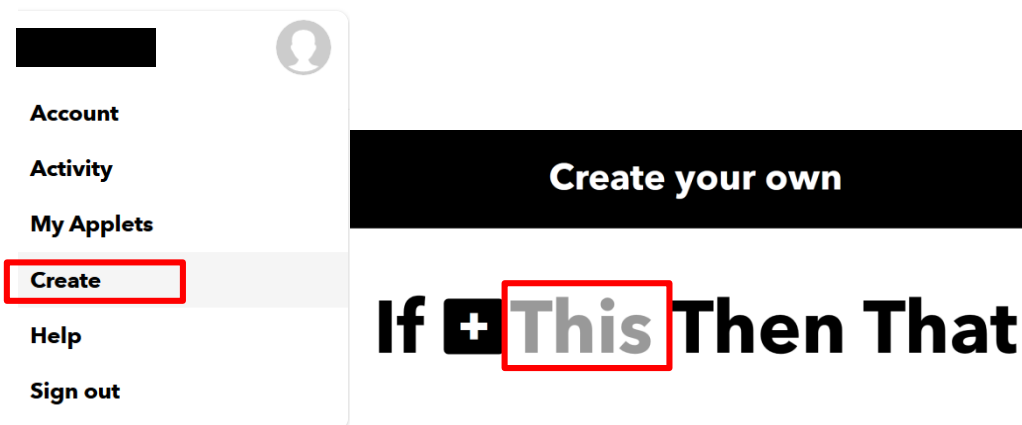 Account
Activity
My Applets
Create
Help
Sign out
Create your own
If + This Then That